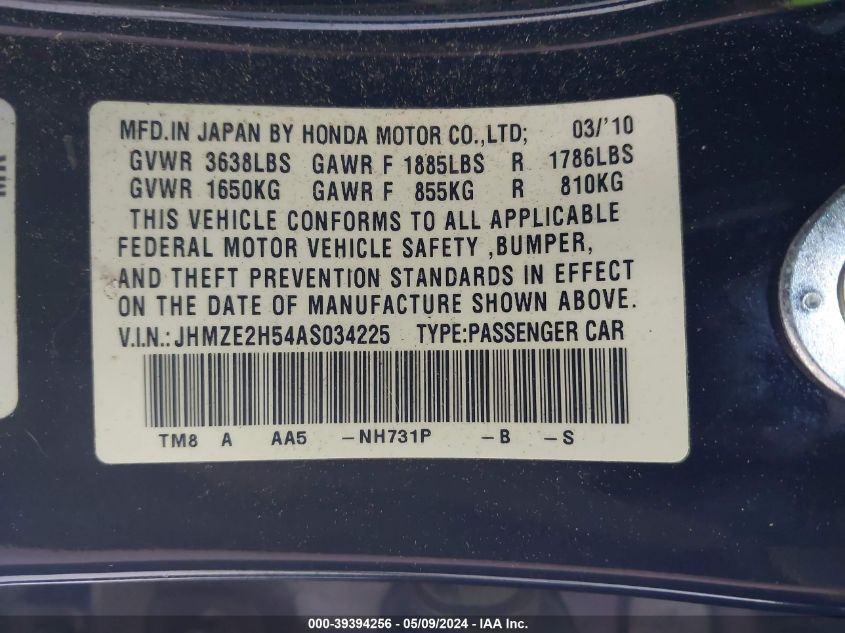 MFD.IN JAPAN BY HONDA MOTOR CO.,LTD; 03/'10
GVWR 3638LBS GAWR F 1885LBS R 1786LBS
GVWR 1650KG GAWR F 855KG R 810KG
THIS VEHICLE CONFORMS TO ALL APPLICABLE
FEDERAL MOTOR VEHICLE SAFETY ,BUMPER,
AND THEFT PREVENTION STANDARDS IN EFFECT
ON THE DATE OF MANUFACTURE SHOWN ABOVE.
V.I.N.:JHMZE2H54AS034225 TYPE:PASSENGER CAR
TM8 A AA5 -NH731P -B -S
000-39394256 - 05/09/2024 - IAA Inc.